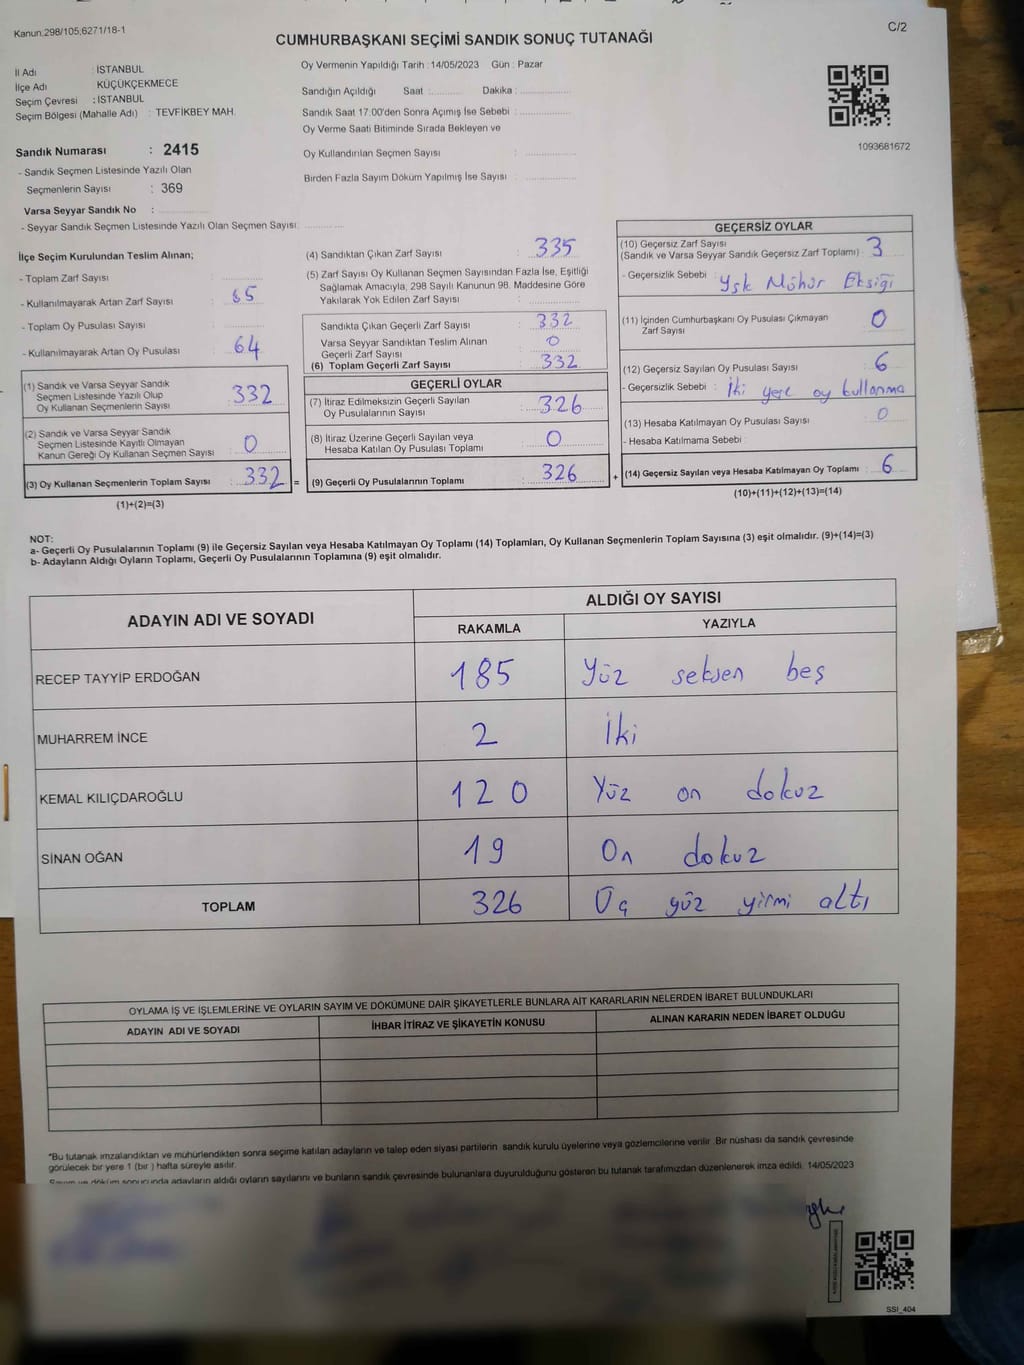 Kanun:298/105;6271/18-1
C/2
CUMHURBAŞKANI SEÇİMİ SANDIK SONUÇ TUTANAĞI
İl Adı : İSTANBUL
İlçe Adı : KÜÇÜKÇEKMECE
Seçim Çevresi : İSTANBUL
Seçim Bölgesi (Mahalle Adı) : TEVFİKBEY MAH.
Sandık Numarası : 2415
- Sandık Seçmen Listesinde Yazılı Olan
Seçmenlerin Sayısı : 369
Varsa Seyyar Sandık No :
- Seyyar Sandık Seçmen Listesinde Yazılı Olan Seçmen Sayısı:
Oy Vermenin Yapıldığı Tarih : 14/05/2023 Gün : Pazar
Sandığın Açıldığı Saat : Dakika :
Sandık Saat 17.00'den Sonra Açımış İse Sebebi :
Oy Verme Saati Bitiminde Sırada Bekleyen ve
Oy Kullandırılan Seçmen Sayısı :
Birden Fazla Sayım Döküm Yapılmış İse Sayısı :
1093681672
İlçe Seçim Kurulundan Teslim Alınan;
- Toplam Zarf Sayısı :
- Kullanılmayarak Artan Zarf Sayısı : 65
- Toplam Oy Pusulası Sayısı :
- Kullanılmayarak Artan Oy Pusulası : 64
(1) Sandık ve Varsa Seyyar Sandık
Seçmen Listesinde Yazılı Olup
Oy Kullanan Seçmenlerin Sayısı : 332
(2) Sandık ve Varsa Seyyar Sandık
Seçmen Listesinde Kayıtlı Olmayan
Kanun Gereği Oy Kullanan Seçmen Sayısı : 0
(3) Oy Kullanan Seçmenlerin Toplam Sayısı : 332 =
(1)+(2)=(3)
(4) Sandıktan Çıkan Zarf Sayısı : 335
(5) Zarf Sayısı Oy Kullanan Seçmen Sayısından Fazla İse, Eşitliği
Sağlamak Amacıyla, 298 Sayılı Kanunun 98. Maddesine Göre
Yakılarak Yok Edilen Zarf Sayısı :
Sandıkta Çıkan Geçerli Zarf Sayısı : 332
Varsa Seyyar Sandıktan Teslim Alınan
Geçerli Zarf Sayısı : 0
(6) Toplam Geçerli Zarf Sayısı : 332
GEÇERLİ OYLAR
(7) İtiraz Edilmeksizin Geçerli Sayılan
Oy Pusulalarının Sayısı : 326
(8) İtiraz Üzerine Geçerli Sayılan veya
Hesaba Katılan Oy Pusulası Toplamı : 0
(9) Geçerli Oy Pusulalarının Toplamı : 326 +
GEÇERSİZ OYLAR
(10) Geçersiz Zarf Sayısı
(Sandık ve Varsa Seyyar Sandık Geçersiz Zarf Toplamı) : 3
- Geçersizlik Sebebi : Ysk Mühür Eksiği
(11) İçinden Cumhurbaşkanı Oy Pusulası Çıkmayan
Zarf Sayısı : 0
(12) Geçersiz Sayılan Oy Pusulası Sayısı : 6
- Geçersizlik Sebebi : İki yere oy kullanma
(13) Hesaba Katılmayan Oy Pusulası Sayısı : 0
- Hesaba Katılmama Sebebi
(14) Geçersiz Sayılan veya Hesaba Katılmayan Oy Toplamı : 6
(10)+(11)+(12)+(13)=(14)
NOT:
a- Geçerli Oy Pusulalarının Toplamı (9) ile Geçersiz Sayılan veya Hesaba Katılmayan Oy Toplamı (14) Toplamları, Oy Kullanan Seçmenlerin Toplam Sayısına (3) eşit olmalıdır. (9)+(14)=(3)
b- Adayların Aldığı Oyların Toplamı, Geçerli Oy Pusulalarının Toplamına (9) eşit olmalıdır.
ADAYIN ADI VE SOYADI ALDIĞI OY SAYISI
RAKAMLA YAZIYLA
RECEP TAYYİP ERDOĞAN 185 Yüz seksen beş
MUHARREM İNCE 2 İki
KEMAL KILIÇDAROĞLU 120 Yüz on dokuz
SİNAN OĞAN 19 On dokuz
TOPLAM 326 Üç yüz yirmi altı
OYLAMA İŞ VE İŞLEMLERİNE VE OYLARIN SAYIM VE DÖKÜMÜNE DAİR ŞİKAYETLERLE BUNLARA AİT KARARLARIN NELERDEN İBARET BULUNDUKLARI
ADAYIN ADI VE SOYADI İHBAR İTİRAZ VE ŞİKAYETİN KONUSU ALINAN KARARIN NEDEN İBARET OLDUĞU
*Bu tutanak imzalandıktan ve mühürlendikten sonra seçime katılan adayların ve talep eden siyasi partilerin sandık kurulu üyelerine veya gözlemcilerine verilir. Bir nüshası da sandık çevresinde
görülecek bir yere 1 (bir ) hafta süreyle asılır.
Sayım ve döküm sonucunda adayların aldığı oyların sayılarını ve bunların sandık çevresinde bulunanlara duyurulduğunu gösteren bu tutanak tarafımızdan düzenlenerek imza edildi. 14/05/2023
SSI_404